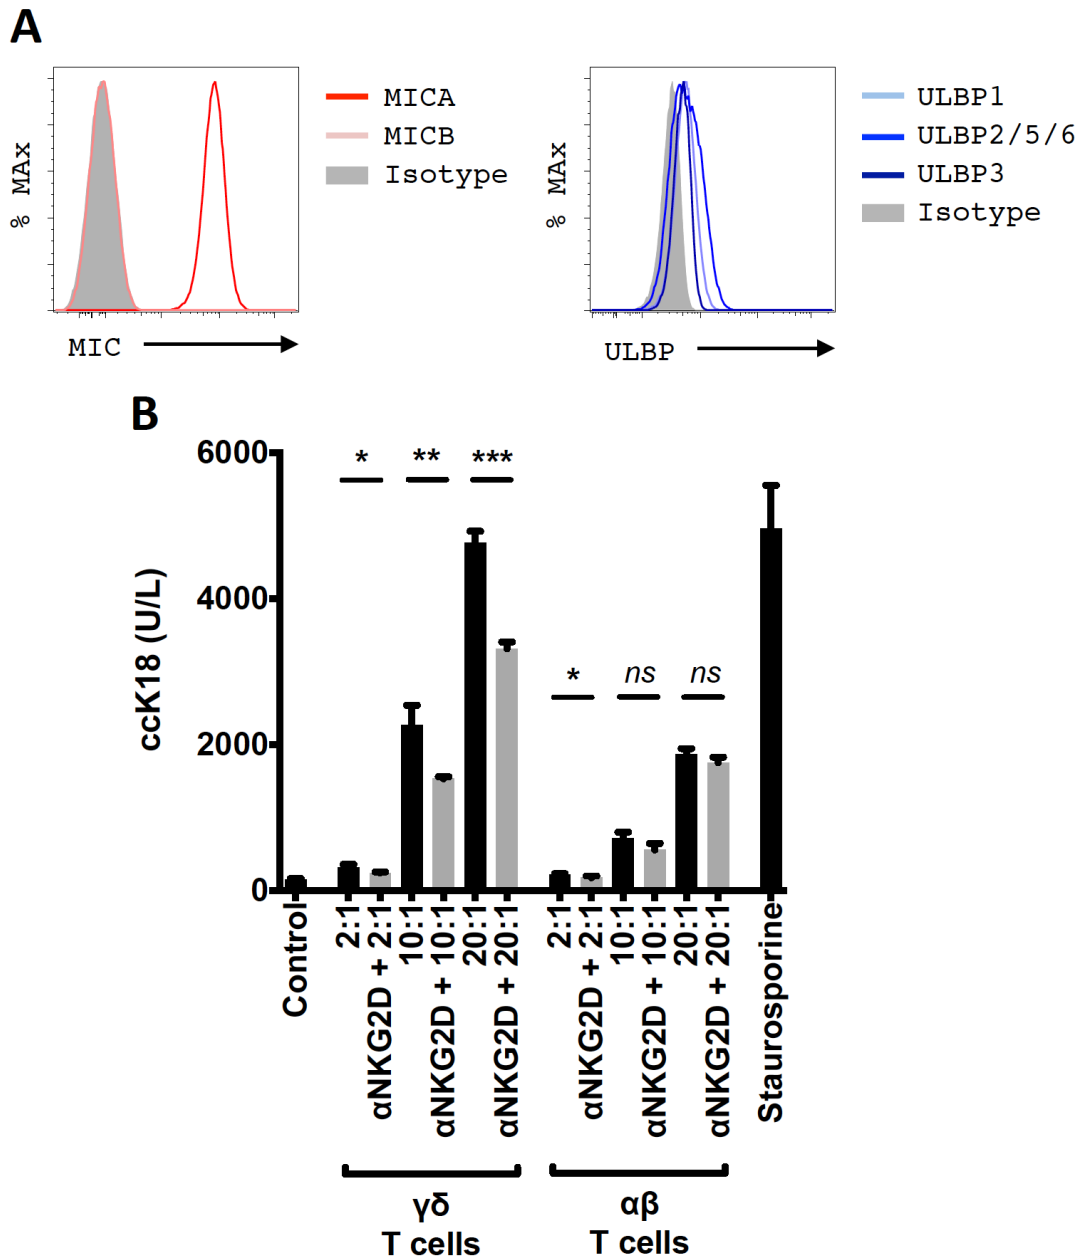 A
% MAx
MIC
MICA
MICB
Isotype
% MAx
ULBP
ULBP1
ULBP2/5/6
ULBP3
Isotype
B
ccK18 (U/L)
6000
4000
2000
0
*
**
***
*
ns
ns
Control
2:1
αNKG2D + 2:1
10:1
αNKG2D + 10:1
20:1
αNKG2D + 20:1
2:1
αNKG2D + 2:1
10:1
αNKG2D + 10:1
20:1
αNKG2D + 20:1
Staurosporine
γδ
T cells
αβ
T cells